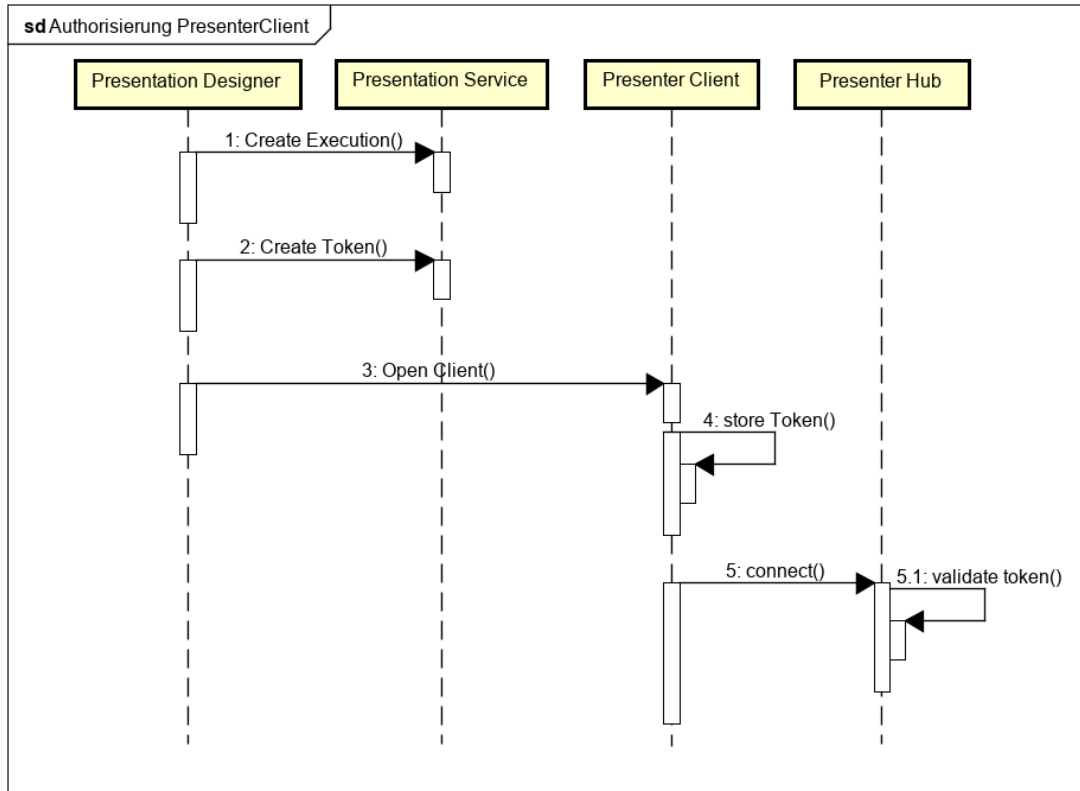 sd Authorisierung PresenterClient
Presentation Designer
Presentation Service
Presenter Client
Presenter Hub
1: Create Execution()
2: Create Token()
3: Open Client()
4: store Token()
5: connect()
5.1: validate token()